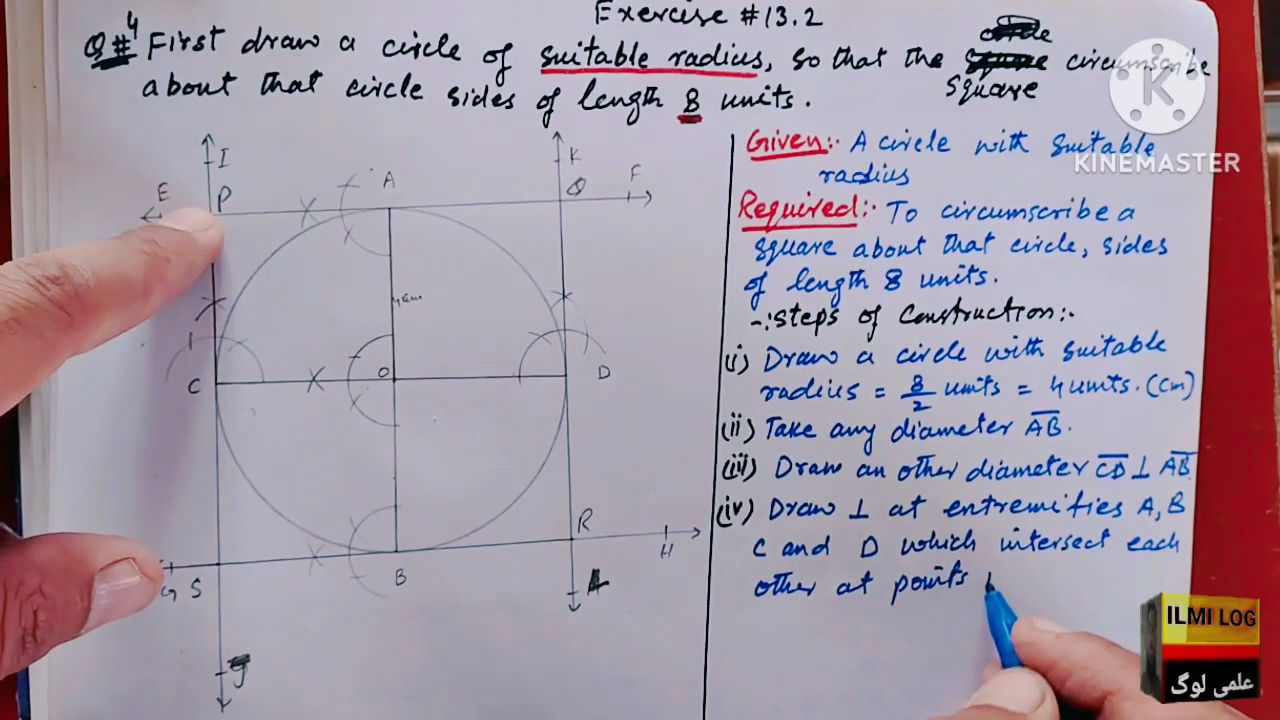 Exercise #13.2
Q#4 First draw a circle of suitable radius, so that the circumscribe
square
about that circle sides of length 8 units.
KINEMASTER
Given:- A circle with suitable
radius
Required:- To circumscribe a
square about that circle, sides
of length 8 units.
-:Steps of Construction:-
(i) Draw a circle with suitable
radius = 8/2 units = 4units. (cm)
(ii) Take any diameter AB.
(iii) Draw an other diameter CD ⊥ AB
(iv) Draw ⊥ at extremities A, B
C and D which intersect each
other at points
I
K
E
P
A
Q
F
4cm
C
O
D
R
H
G
S
B
J
ILMI LOG
علمی لوگ